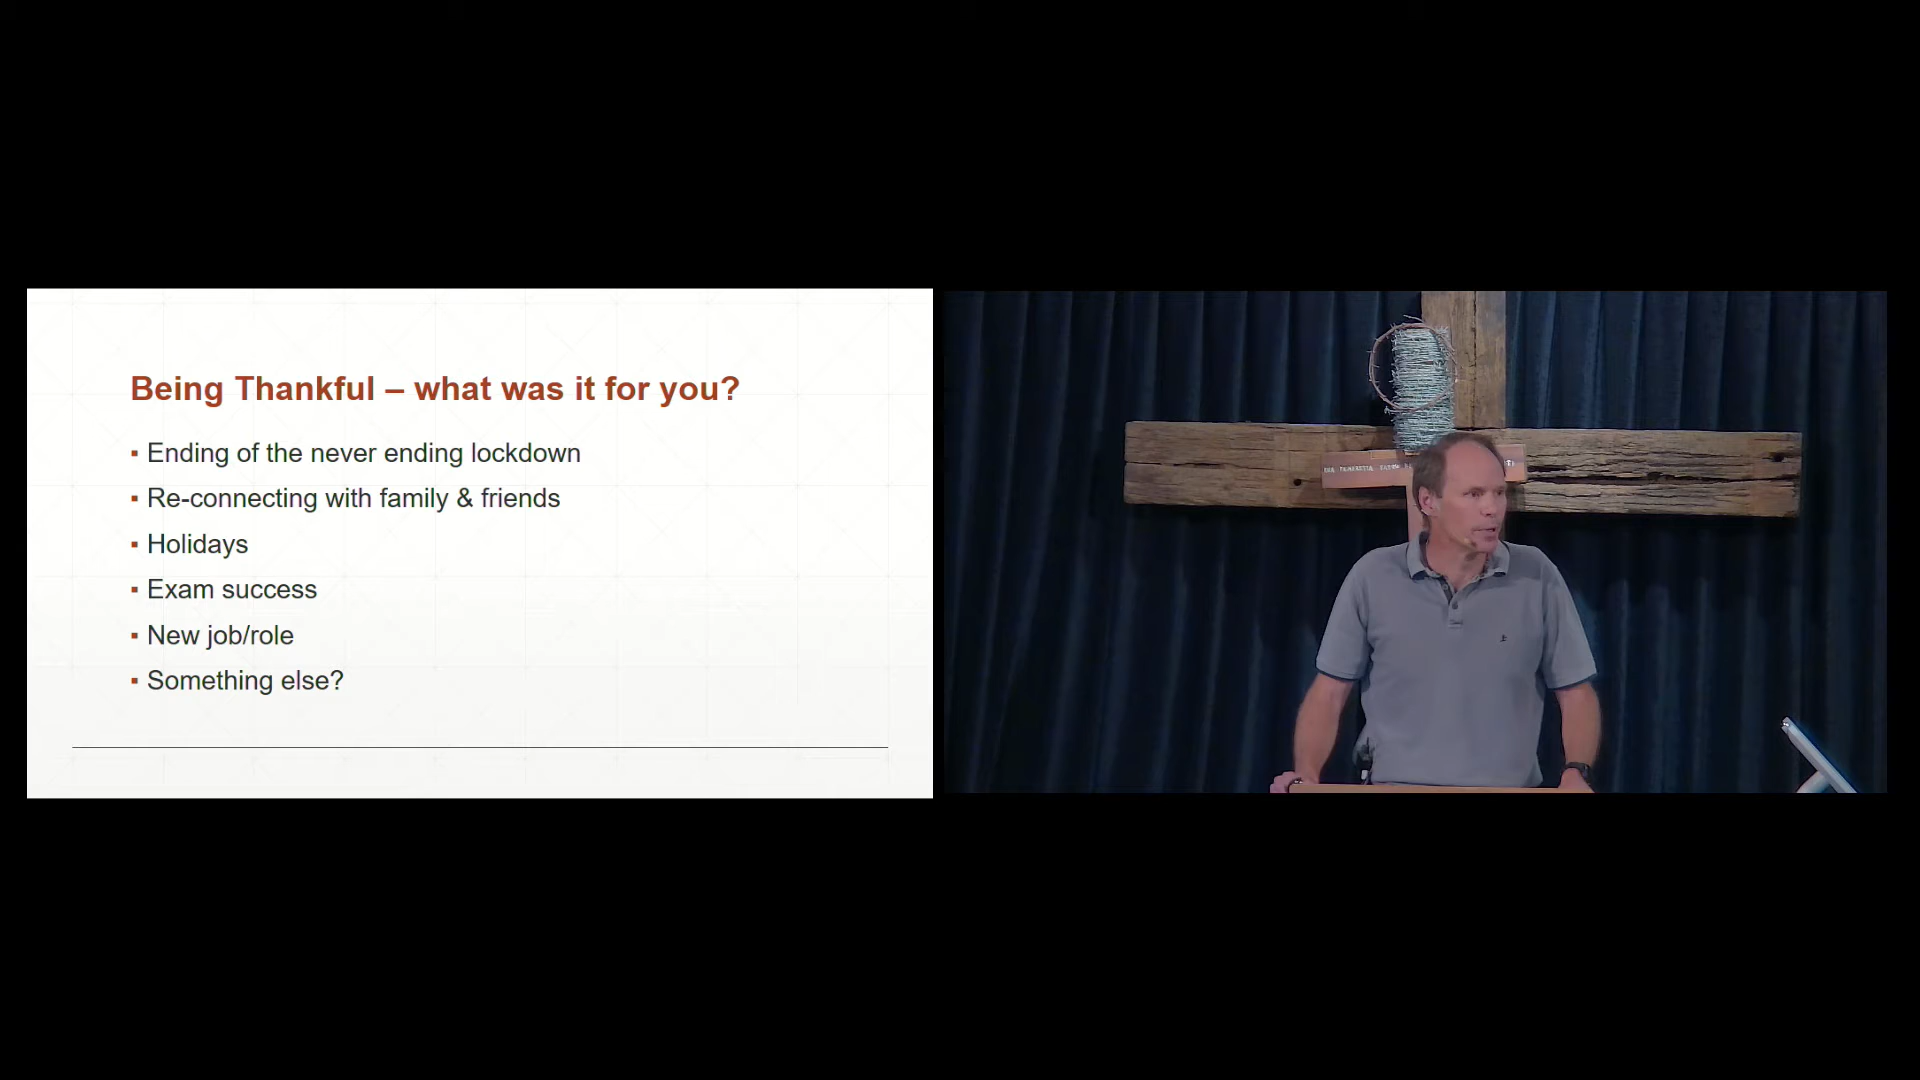 Being Thankful – what was it for you?
▪ Ending of the never ending lockdown
▪ Re-connecting with family & friends
▪ Holidays
▪ Exam success
▪ New job/role
▪ Something else?